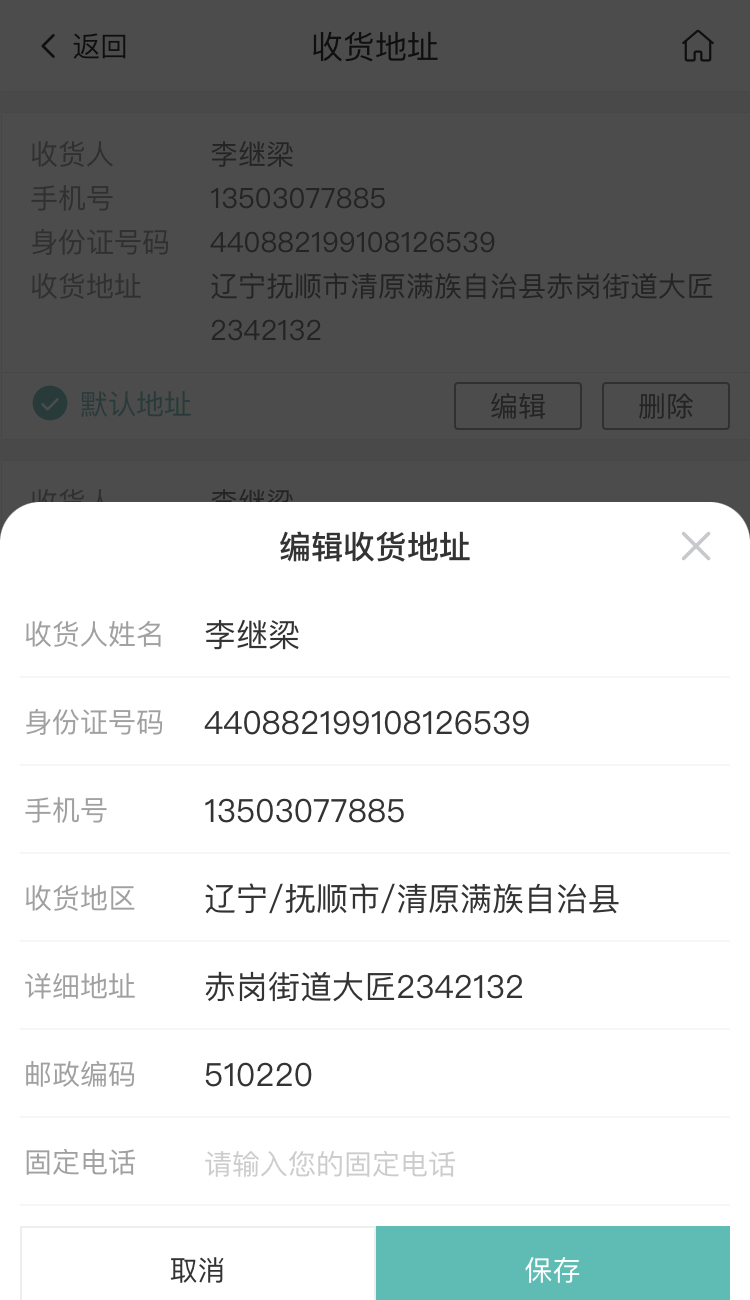 返回
收货地址
收货人 李继梁
手机号 13503077885
身份证号码 440882199108126539
收货地址 辽宁抚顺市清原满族自治县赤岗街道大匠
2342132
默认地址 编辑 删除
收货人 李继梁
编辑收货地址
收货人姓名 李继梁
身份证号码 440882199108126539
手机号 13503077885
收货地区 辽宁/抚顺市/清原满族自治县
详细地址 赤岗街道大匠2342132
邮政编码 510220
固定电话 请输入您的固定电话
取消 保存